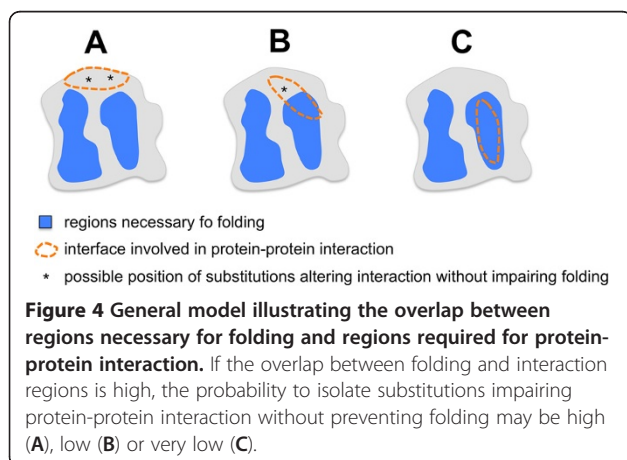 A B C
regions necessary fo folding
interface involved in protein-protein interaction
* possible position of substitutions altering interaction without impairing folding
Figure 4 General model illustrating the overlap between
regions necessary for folding and regions required for protein-
protein interaction. If the overlap between folding and interaction
regions is high, the probability to isolate substitutions impairing
protein-protein interaction without preventing folding may be high
(A), low (B) or very low (C).